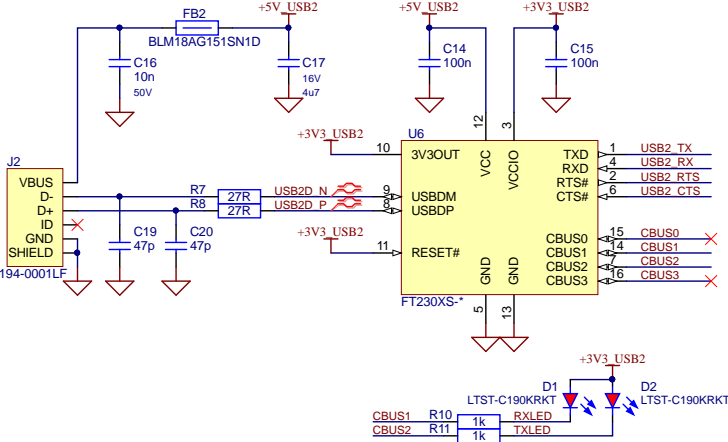 +5V_USB2
+5V_USB2
+3V3_USB2
FB2
BLM18AG151SN1D
C16
10n
50V
C17
16V
4u7
C14
100n
C15
100n
U6
+3V3_USB2
12
3
10
3V3OUT
VCC
VCCIO
TXD
1
USB2_TX
RXD
4
USB2_RX
RTS#
2
USB2_RTS
CTS#
6
USB2_CTS
J2
VBUS
D-
D+
ID
GND
SHIELD
194-0001LF
R7
27R
USB2D_N
9
USBDM
R8
27R
USB2D_P
8
USBDP
C19
47p
C20
47p
+3V3_USB2
11
RESET#
CBUS0
15
CBUS0
CBUS1
14
CBUS1
CBUS2
7
CBUS2
CBUS3
16
CBUS3
GND
GND
5
13
FT230XS-*
+3V3_USB2
D1
LTST-C190KRKT
D2
LTST-C190KRKT
CBUS1
R10
1k
RXLED
CBUS2
R11
1k
TXLED